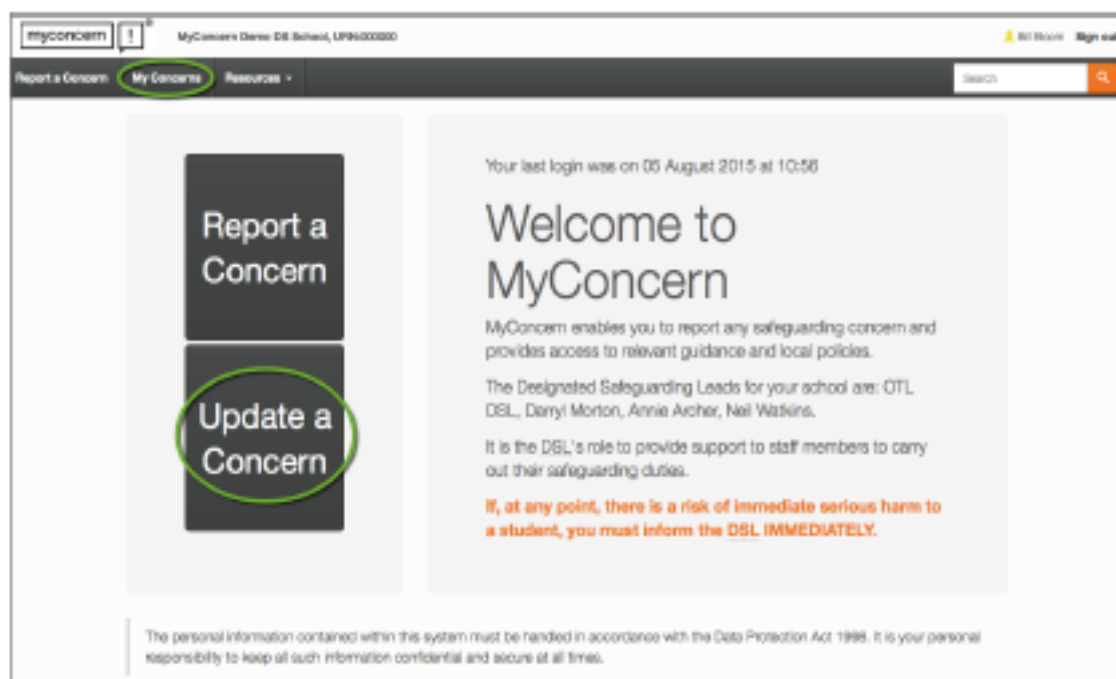 myconcern !
MyConcern Demo DS School, URN:000000
Bill Bloom Sign out
Report a Concern My Concerns Resources
Search
Report a
Concern
Update a
Concern
Your last login was on 05 August 2015 at 10:56
Welcome to
MyConcern
MyConcern enables you to report any safeguarding concern and
provides access to relevant guidance and local policies.
The Designated Safeguarding Leads for your school are: OTL
DSL, Darryl Morton, Annie Archer, Neil Watkins.
It is the DSL's role to provide support to staff members to carry
out their safeguarding duties.
If, at any point, there is a risk of immediate serious harm to
a student, you must inform the DSL IMMEDIATELY.
The personal information contained within this system must be handled in accordance with the Data Protection Act 1998. It is your personal
responsibility to keep all such information confidential and secure at all times.